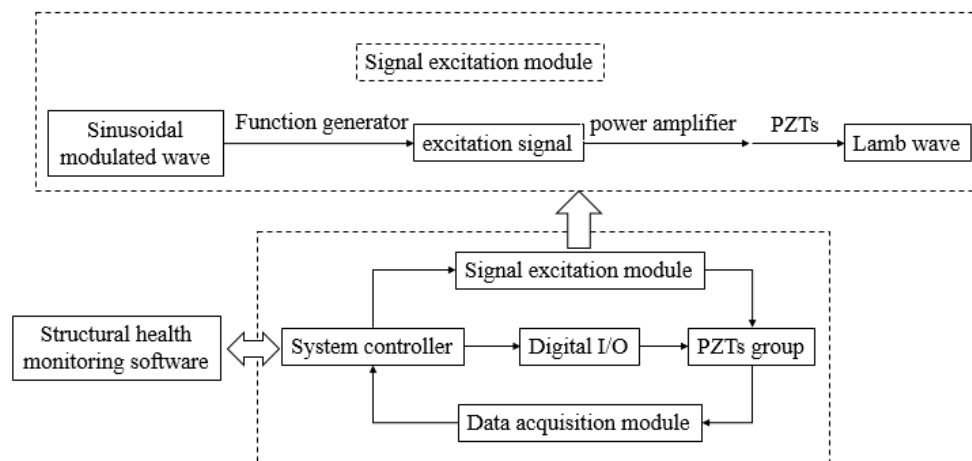 Signal excitation module
Sinusoidal
modulated wave
Function generator
excitation signal
power amplifier
PZTs
Lamb wave
Signal excitation module
Structural health
monitoring software
System controller
Digital I/O
PZTs group
Data acquisition module